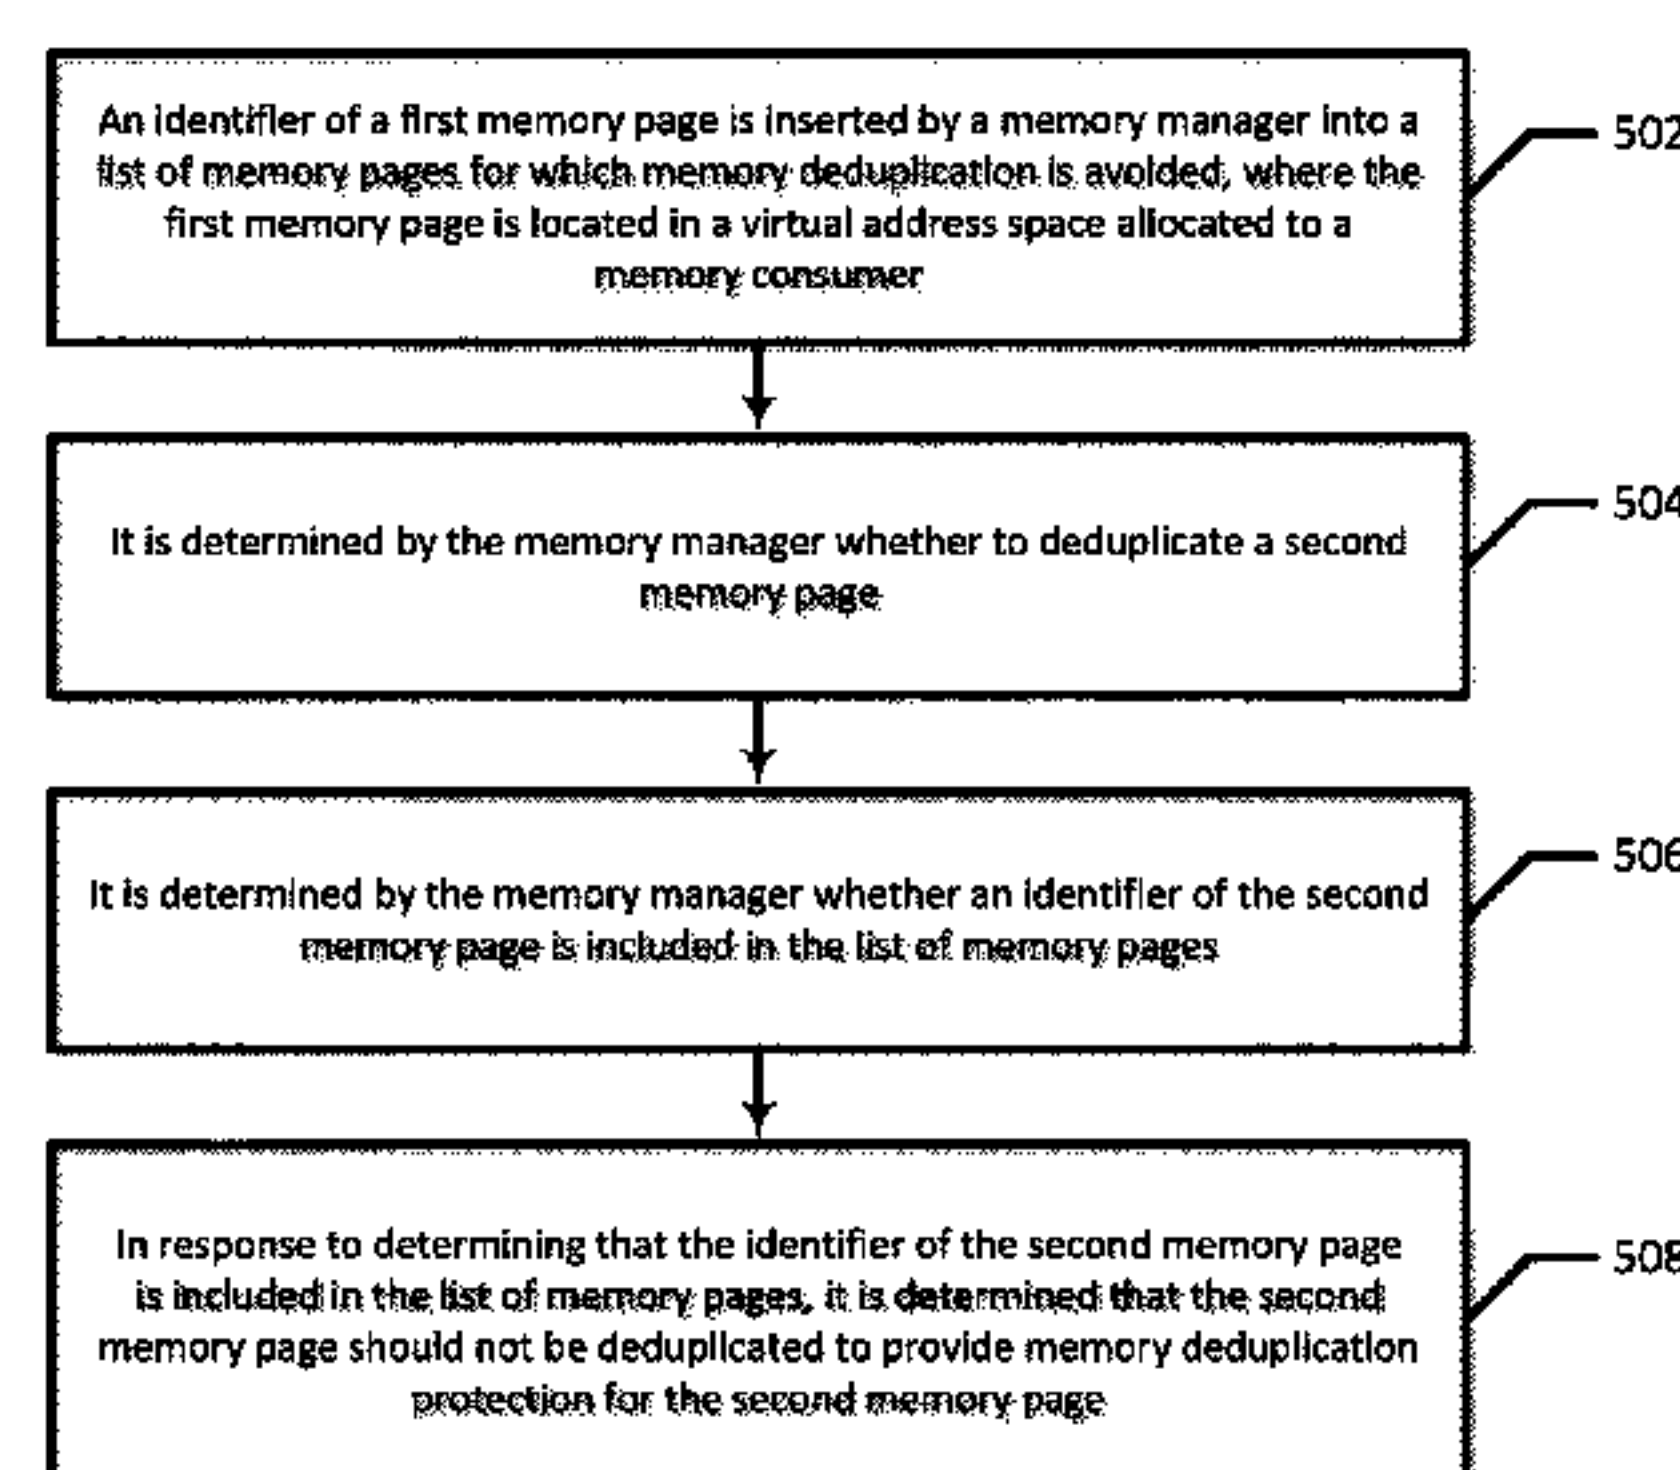 An identifier of a first memory page is inserted by a memory manager into a
list of memory pages for which memory deduplication is avoided, where the
first memory page is located in a virtual address space allocated to a
memory consumer
502
It is determined by the memory manager whether to deduplicate a second
memory page
504
It is determined by the memory manager whether an identifier of the second
memory page is included in the list of memory pages
506
In response to determining that the identifier of the second memory page
is included in the list of memory pages, it is determined that the second
memory page should not be deduplicated to provide memory deduplication
protection for the second memory page
508